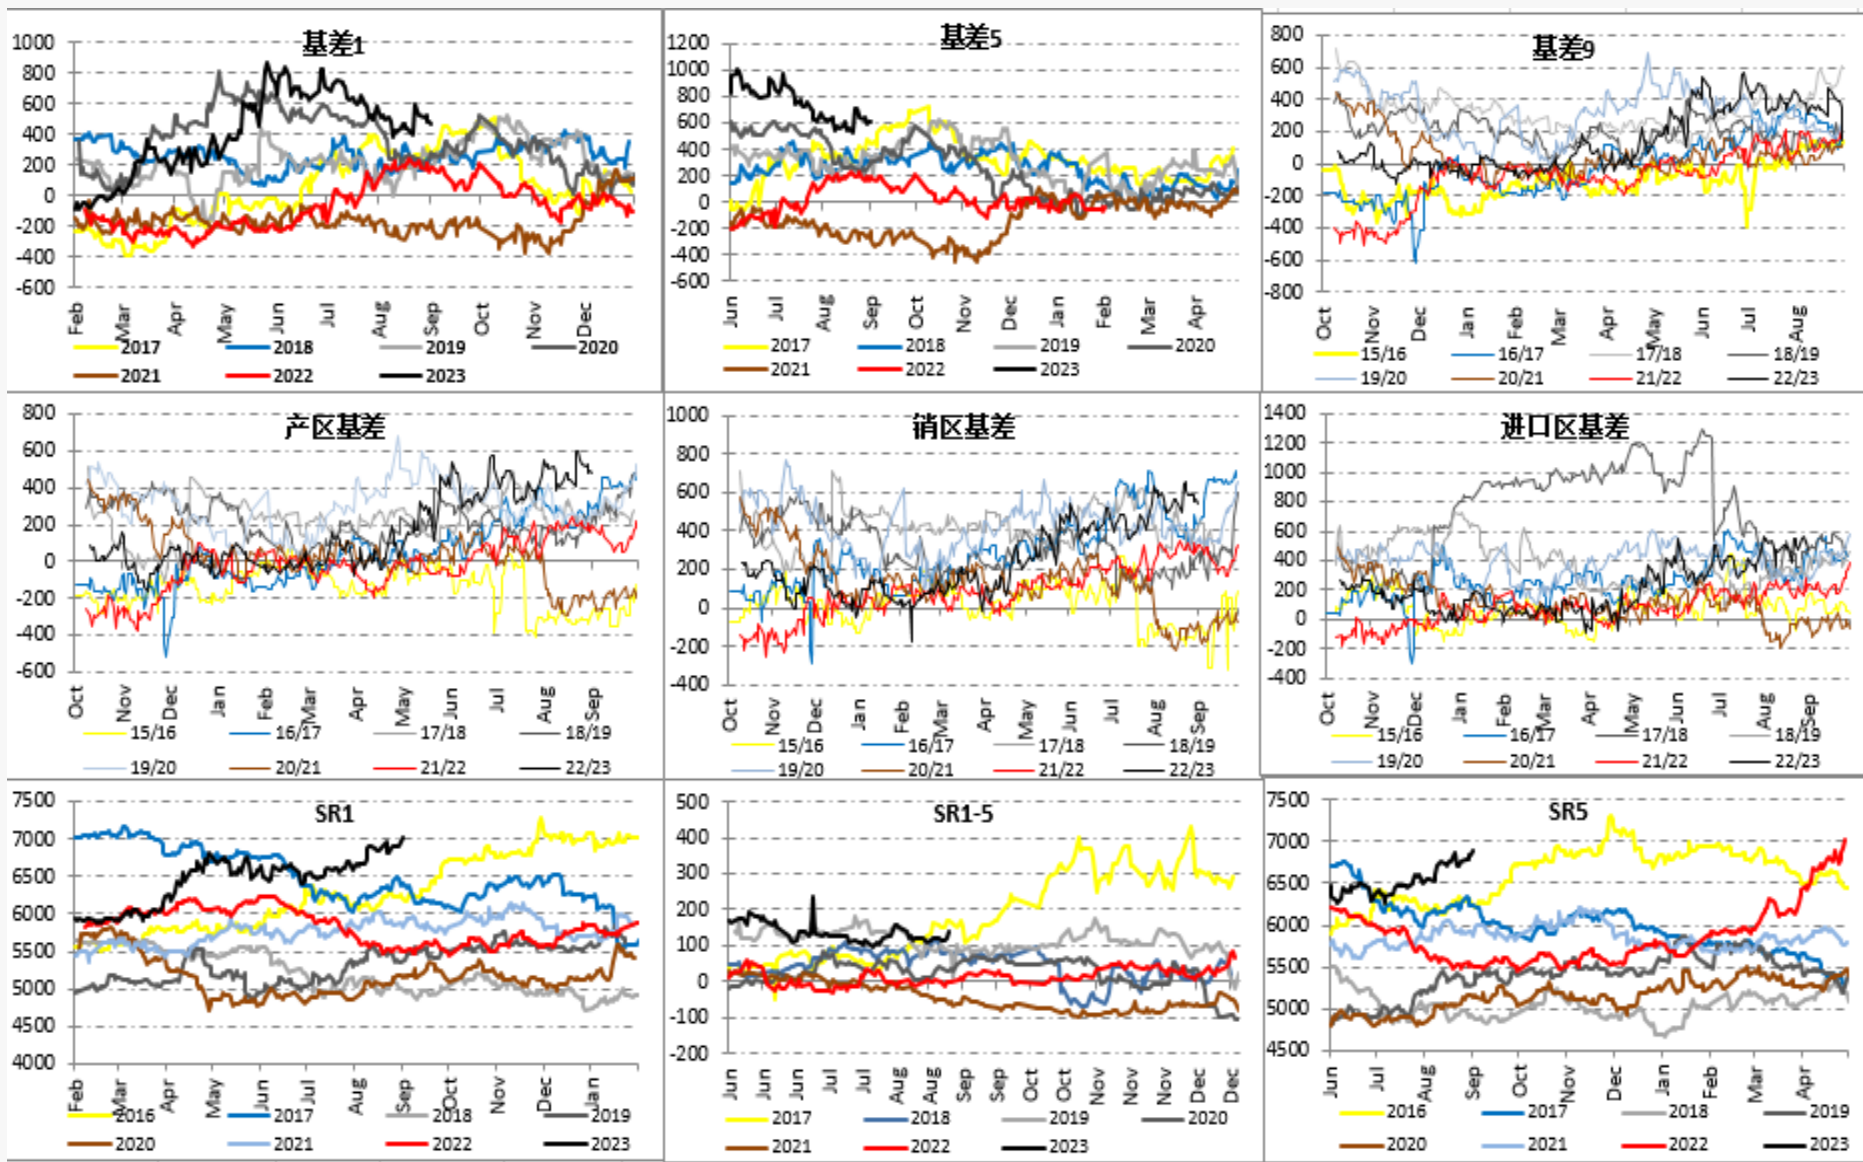 基差1
1000
800
600
400
200
0
-200
-400
-600
Feb Mar Apr May Jun Jul Aug Sep Oct Nov Dec
2017 2018 2019 2020
2021 2022 2023
基差5
1200
1000
800
600
400
200
0
-200
-400
-600
Jun Jul Aug Sep Oct Nov Dec Jan Feb Mar Apr
2017 2018 2019 2020
2021 2022 2023
基差9
800
600
400
200
0
-200
-400
-600
-800
Oct Nov Dec Jan Feb Mar Apr May Jun Jul Aug
15/16 16/17 17/18 18/19
19/20 20/21 21/22 22/23
产区基差
800
600
400
200
0
-200
-400
-600
Oct Nov Dec Jan Feb Mar Apr May Jun Jul Aug Sep
15/16 16/17 17/18 18/19
19/20 20/21 21/22 22/23
销区基差
1000
800
600
400
200
0
-200
-400
Oct Nov Dec Jan Feb Mar Apr May Jun Jul Aug Sep
15/16 16/17 17/18 18/19
19/20 20/21 21/22 22/23
进口区基差
1400
1200
1000
800
600
400
200
0
-200
-400
Oct Nov Dec Jan Feb Mar Apr May Jun Jul Aug Sep
15/16 16/17 17/18 18/19
19/20 20/21 21/22 22/23
SR1
7500
7000
6500
6000
5500
5000
4500
4000
Feb Mar Apr May Jun Jul Aug Sep Oct Nov Dec Jan
2016 2017 2018 2019
2020 2021 2022 2023
SR1-5
500
400
300
200
100
0
-100
-200
Jun Jun Jun Jul Jul Aug Aug Sep Sep Oct Oct Nov Nov Nov Dec Dec
2017 2018 2019 2020
2021 2022 2023
SR5
7500
7000
6500
6000
5500
5000
4500
Jun Jul Aug Sep Oct Nov Dec Jan Feb Mar Apr
2016 2017 2018 2019
2020 2021 2022 2023